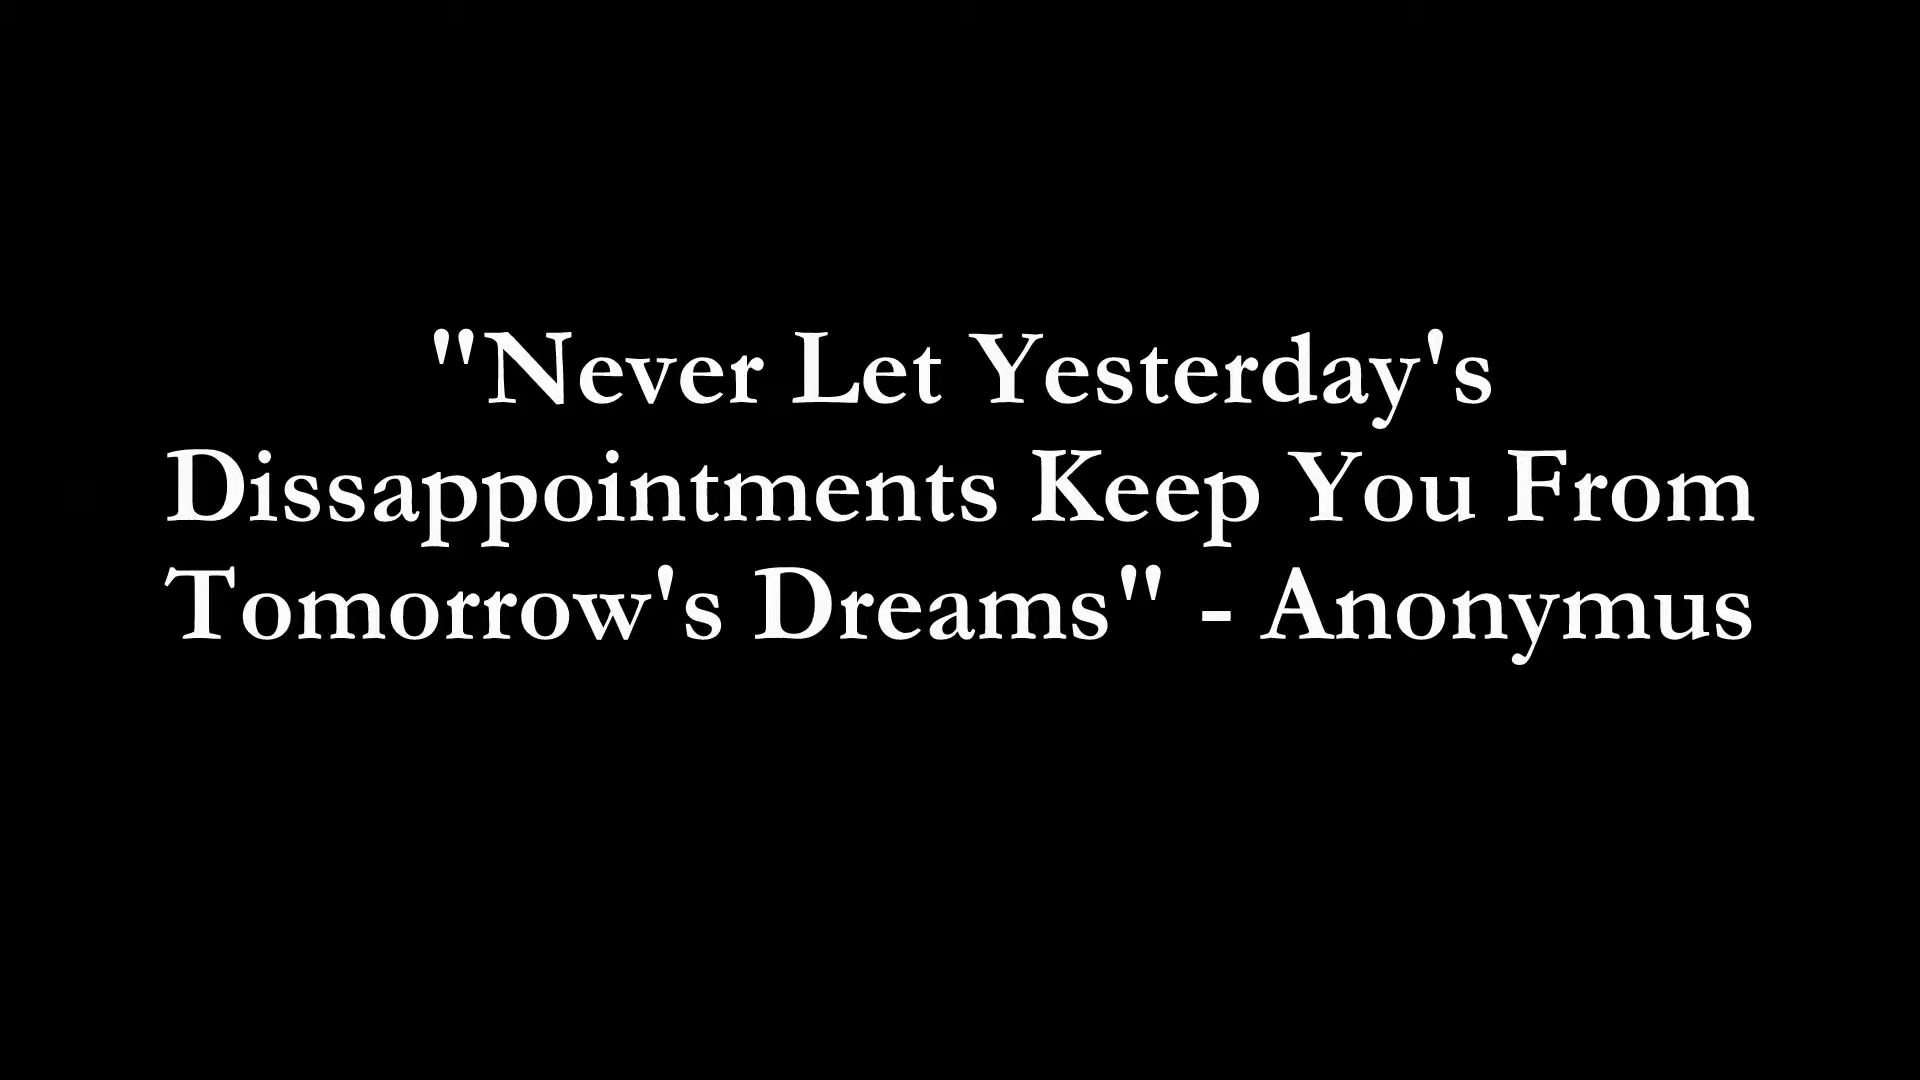 "Never Let Yesterday's
Dissappointments Keep You From
Tomorrow's Dreams" - Anonymus